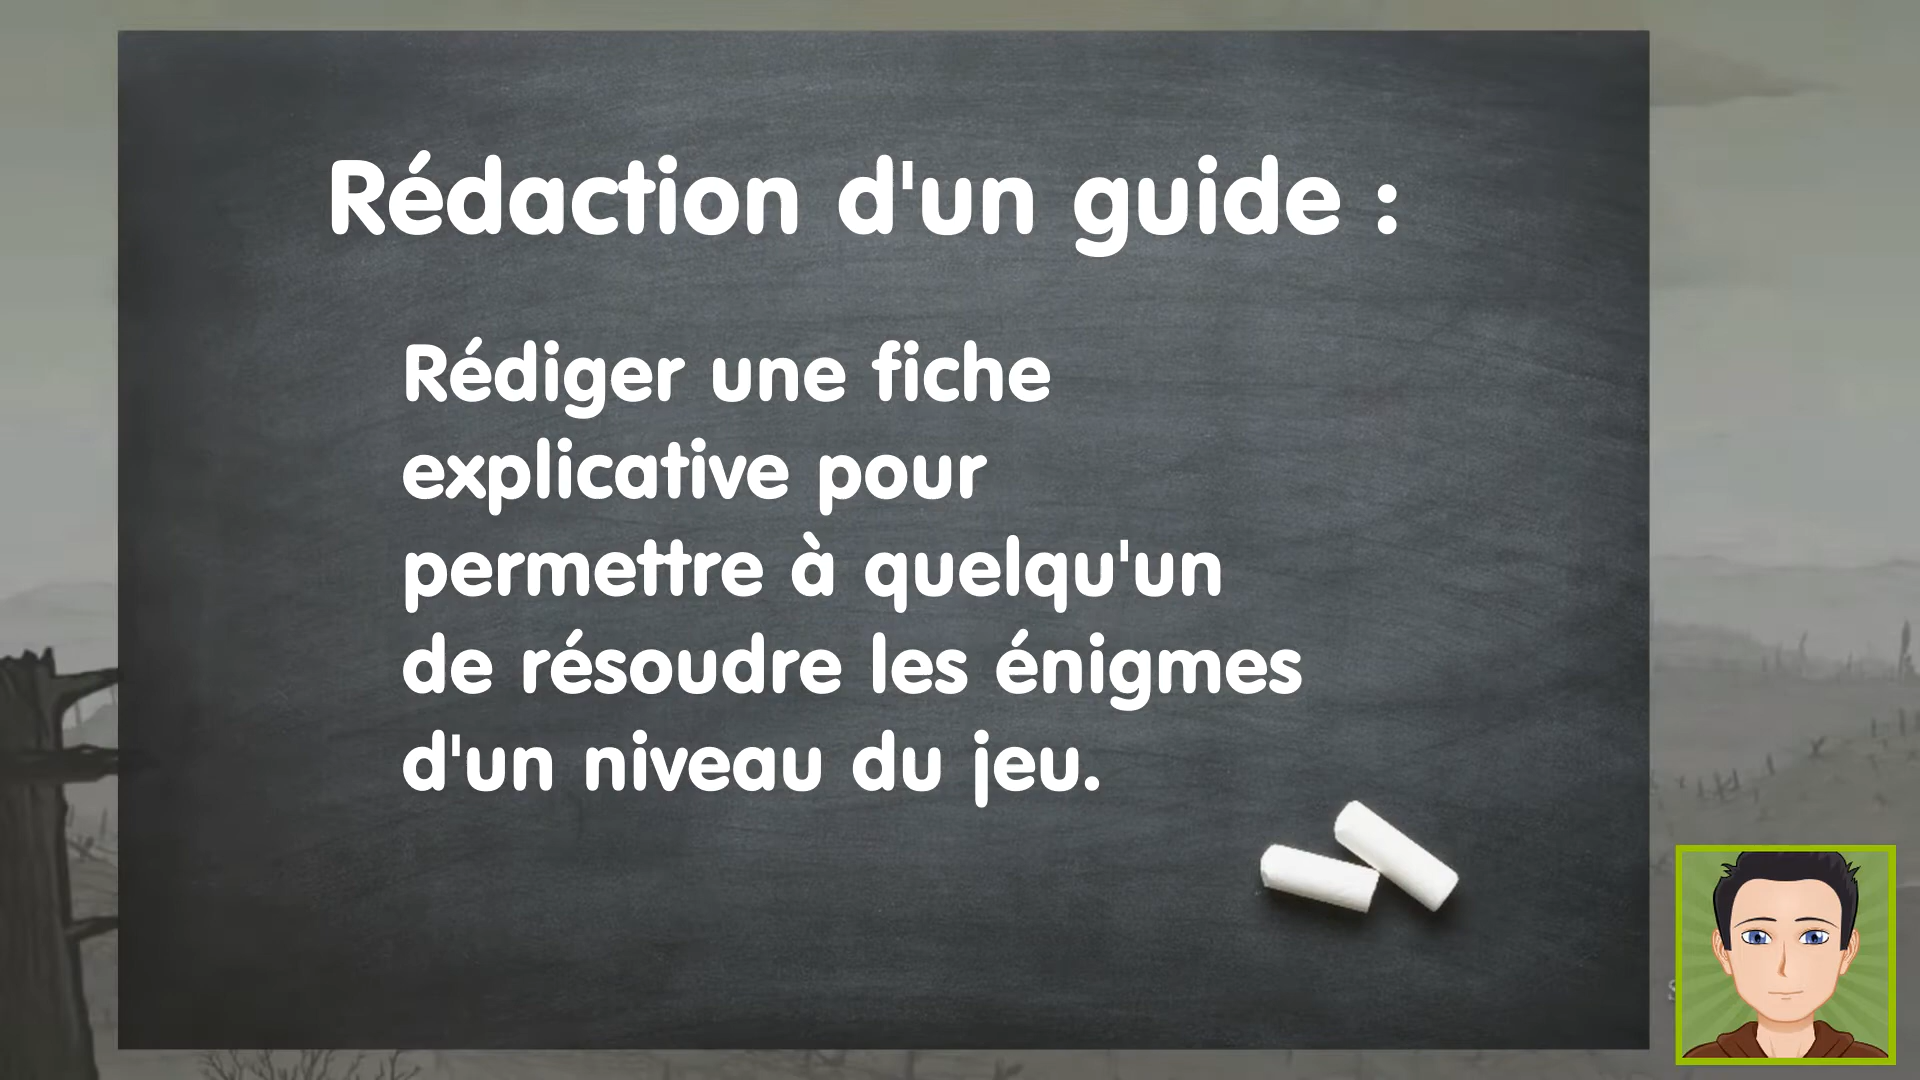 Rédaction d'un guide :
Rédiger une fiche
explicative pour
permettre à quelqu'un
de résoudre les énigmes
d'un niveau du jeu.